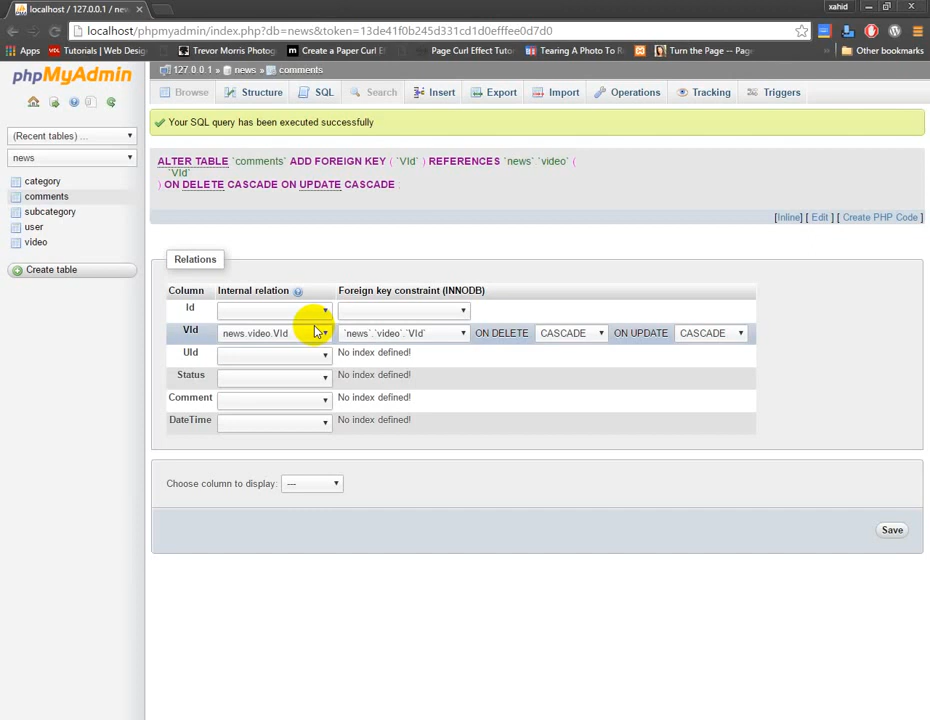 localhost / 127.0.0.1 / nev
xahid
localhost/phpmyadmin/index.php?db=news&token=13de41f0b245d331cd1d0efffee0d7d0
Apps
Tutorials | Web Desig
Trevor Morris Photog
Create a Paper Curl E
Page Curl Effect Tuto
Tearing A Photo To R
Turn the Page – Page
Other bookmarks
phpMyAdmin
127.0.0.1 » news » comments
Browse
Structure
SQL
Search
Insert
Export
Import
Operations
Tracking
Triggers
(Recent tables) ...
news
category
comments
subcategory
user
video
Create table
Your SQL query has been executed successfully
ALTER TABLE `comments` ADD FOREIGN KEY ( `VId` ) REFERENCES `news`.`video` (
`VId`
) ON DELETE CASCADE ON UPDATE CASCADE ;
[Inline] [ Edit ] [ Create PHP Code ]
Relations
Column Internal relation Foreign key constraint (INNODB)
Id
VId news.video.VId `news`.`video`.`VId` ON DELETE CASCADE ON UPDATE CASCADE
UId No index defined!
Status No index defined!
Comment No index defined!
DateTime No index defined!
Choose column to display: ---
Save